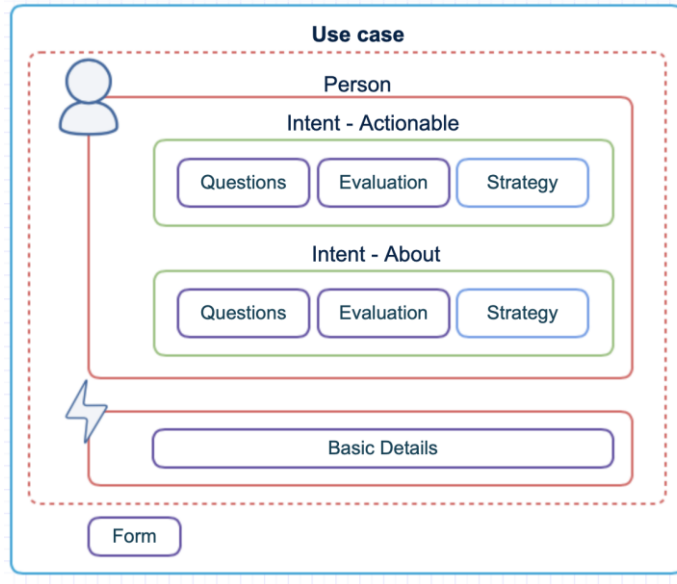 Use case
Person
Intent - Actionable
Questions Evaluation Strategy
Intent - About
Questions Evaluation Strategy
Basic Details
Form